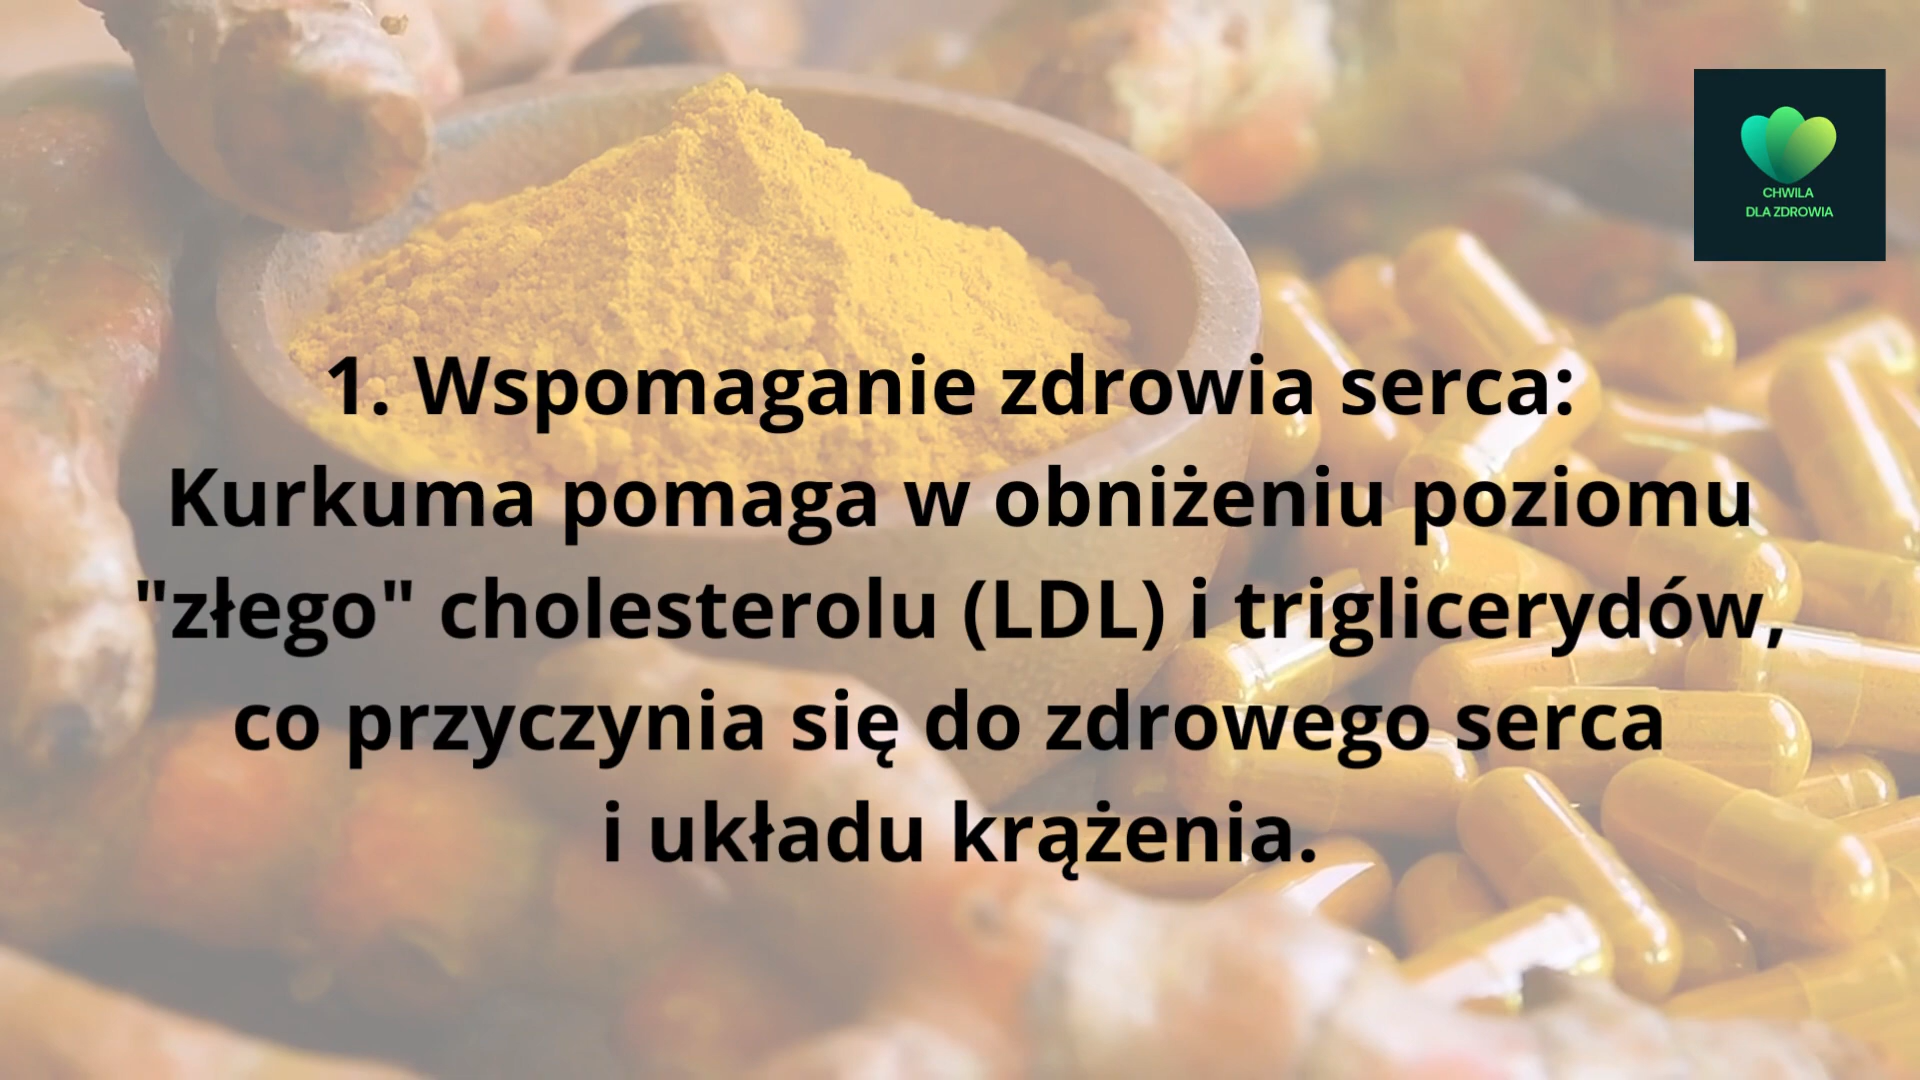 CHWILA
DLA ZDROWIA
1. Wspomaganie zdrowia serca:
Kurkuma pomaga w obniżeniu poziomu
"złego" cholesterolu (LDL) i triglicerydów,
co przyczynia się do zdrowego serca
i układu krążenia.